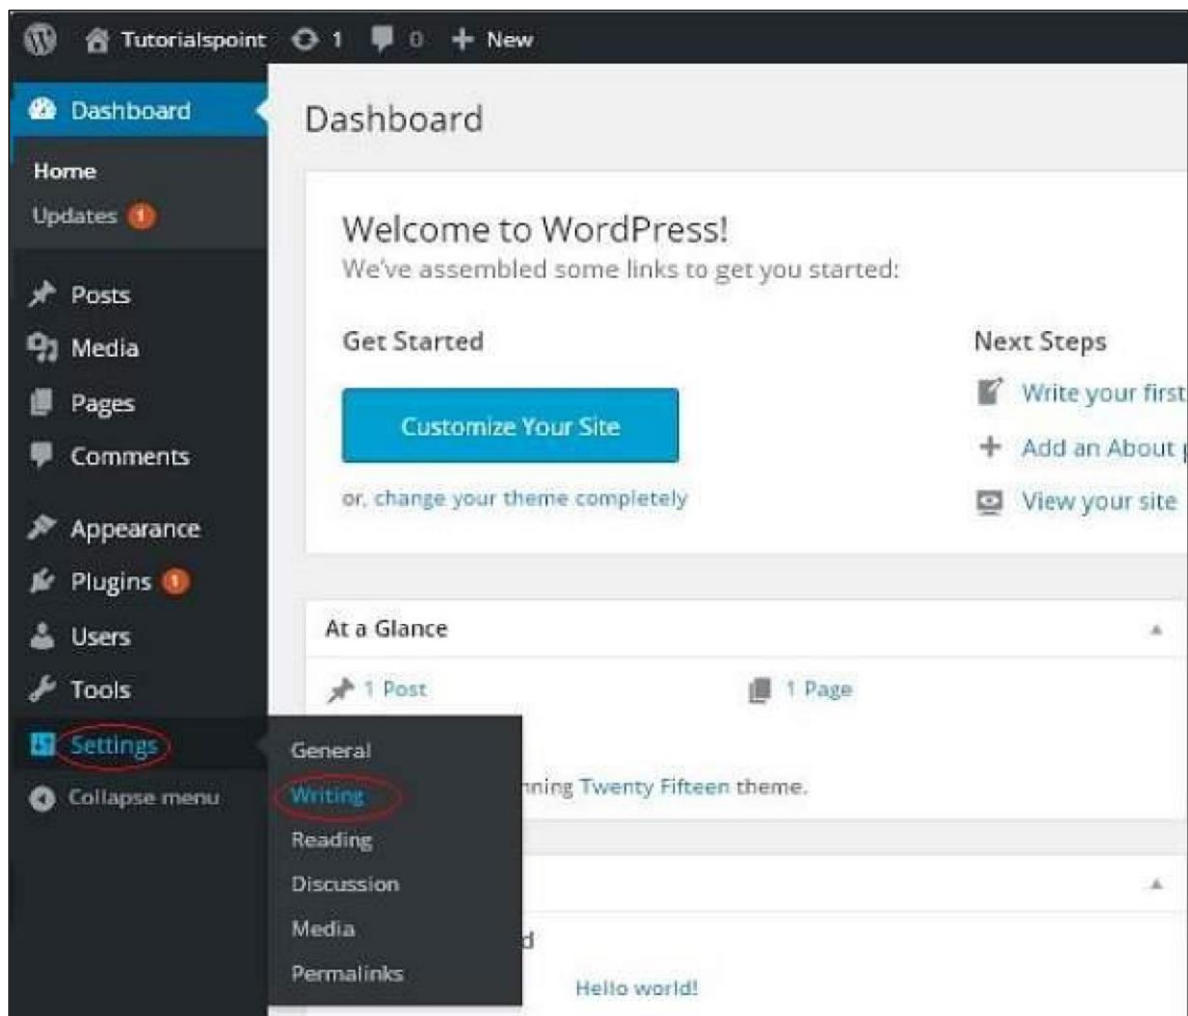 Tutorialspoint 1 0 New
Dashboard
Home
Updates 1
Posts
Media
Pages
Comments
Appearance
Plugins 1
Users
Tools
Settings
Collapse menu
General
Writing
Reading
Discussion
Media
Permalinks
Dashboard
Welcome to WordPress!
We've assembled some links to get you started:
Get Started
Customize Your Site
or, change your theme completely
Next Steps
Write your first
Add an About
View your site
At a Glance
1 Post
1 Page
Twenty Fifteen theme.
Hello world!